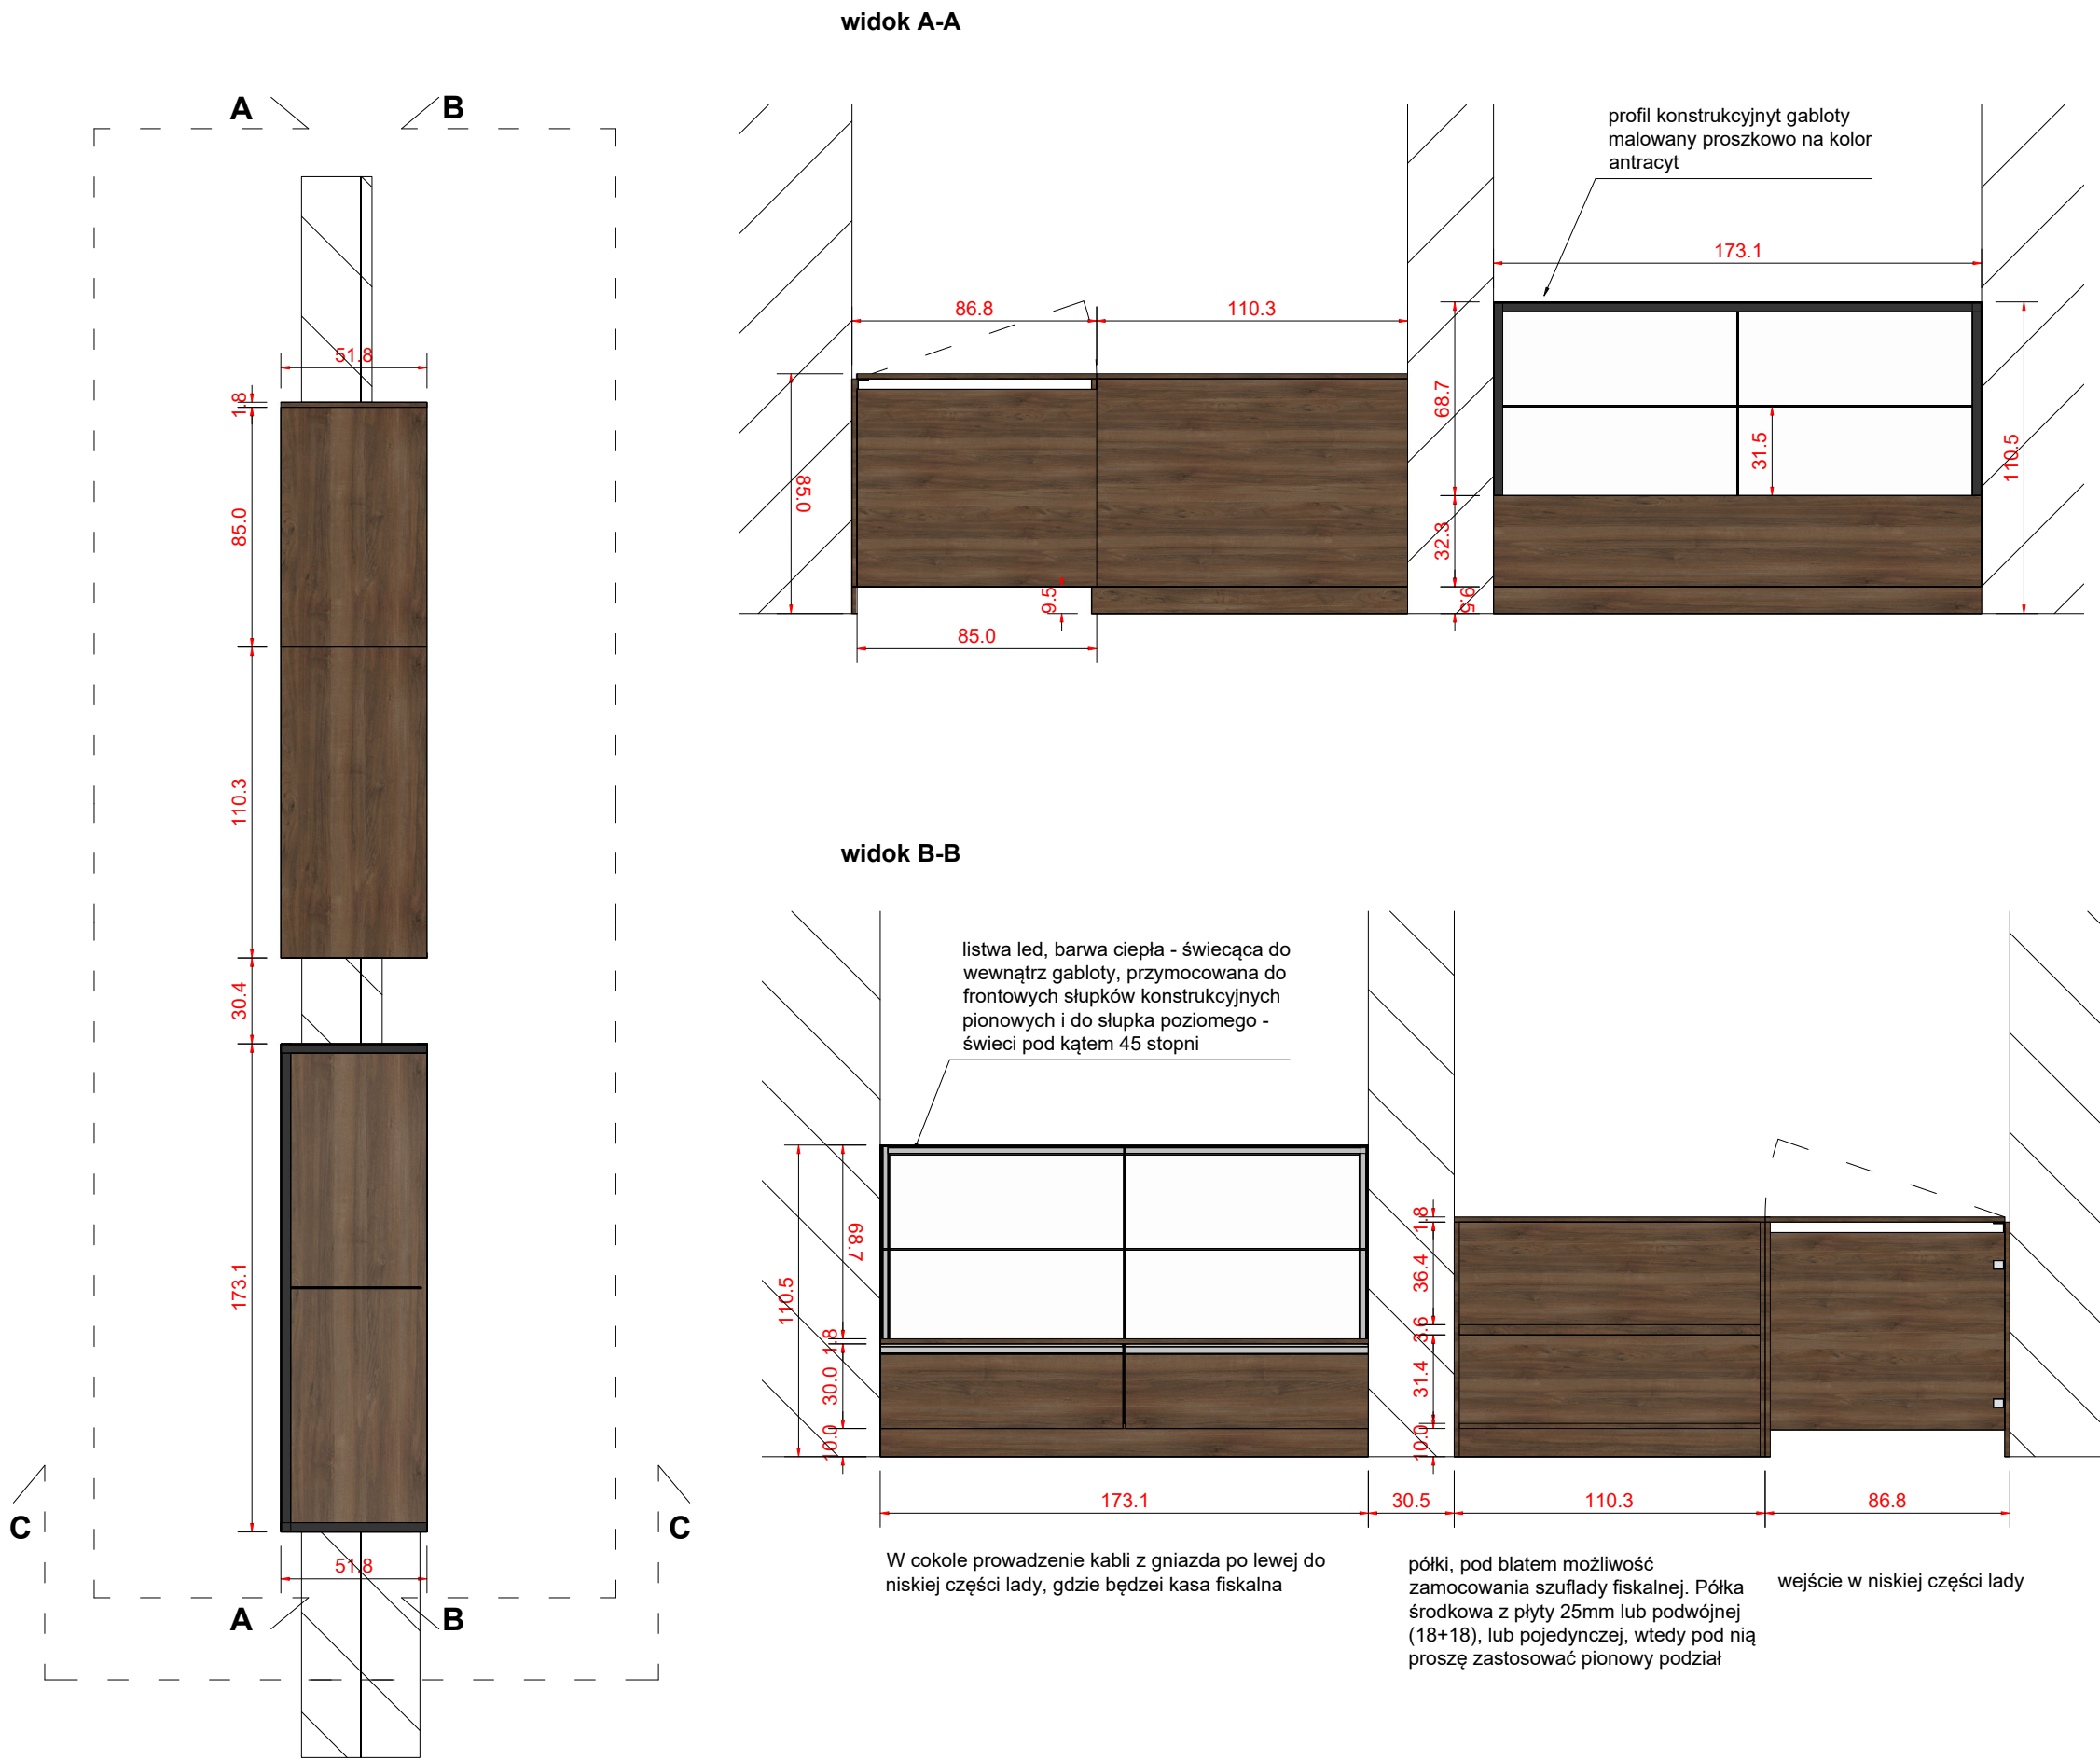 widok A-A
A
B
51.8
1.8
85.0
110.3
30.4
173.1
51.8
C
C
A
B
profil konstrukcyjnyt gabloty
malowany proszkowo na kolor
antracyt
173.1
86.8
110.3
85.0
68.7
31.5
110.5
32.3
9.5
9.5
85.0
widok B-B
listwa led, barwa ciepła - świecąca do
wewnątrz gabloty, przymocowana do
frontowych słupków konstrukcyjnych
pionowych i do słupka poziomego -
świeci pod kątem 45 stopni
110.5
68.7
1.8
30.0
10.0
1.8
36.4
3.6
31.4
10.0
173.1
30.5
110.3
86.8
W cokole prowadzenie kabli z gniazda po lewej do
niskiej części lady, gdzie będzei kasa fiskalna
półki, pod blatem możliwość
zamocowania szuflady fiskalnej. Półka
środkowa z płyty 25mm lub podwójnej
(18+18), lub pojedynczej, wtedy pod nią
proszę zastosować pionowy podział
wejście w niskiej części lady